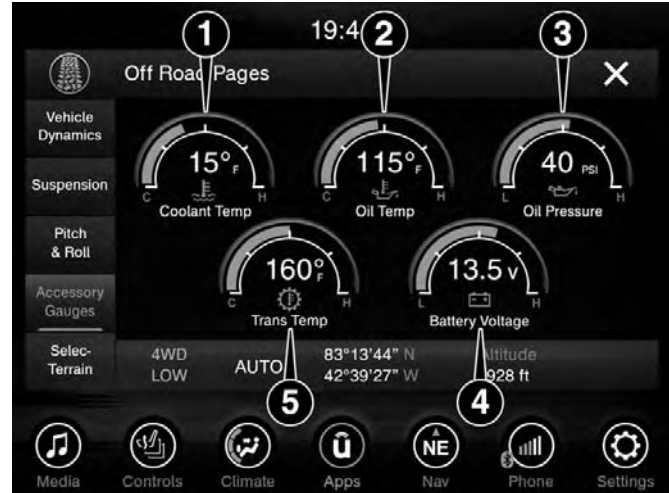 1
2
3
19:4
Off Road Pages
Vehicle
Dynamics
Suspension
Pitch
& Roll
Accessory
Gauges
Selec-
Terrain
15°F
C H
Coolant Temp
115°F
C H
Oil Temp
40 PSI
L H
Oil Pressure
160°F
C H
Trans Temp
13.5 V
L H
Battery Voltage
4WD
LOW
AUTO
83°13'44" N
42°39'27" W
Altitude
928 ft
5
4
Media
Controls
Climate
û
Apps
NE
Nav
Phone
Settings